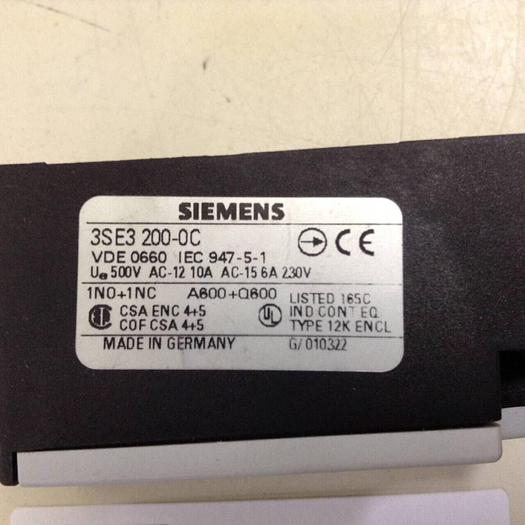 SIEMENS
3SE3 200-0C
CE
VDE 0660 IEC 947-5-1
Ue 500V AC-12 10A AC-15 6A 230V
1NO+1NC A600+Q600
LISTED 165C
CSA ENC 4+5
COF CSA 4+5
UL
IND CONT EQ
TYPE 12K ENCL
MADE IN GERMANY
G/ 010322